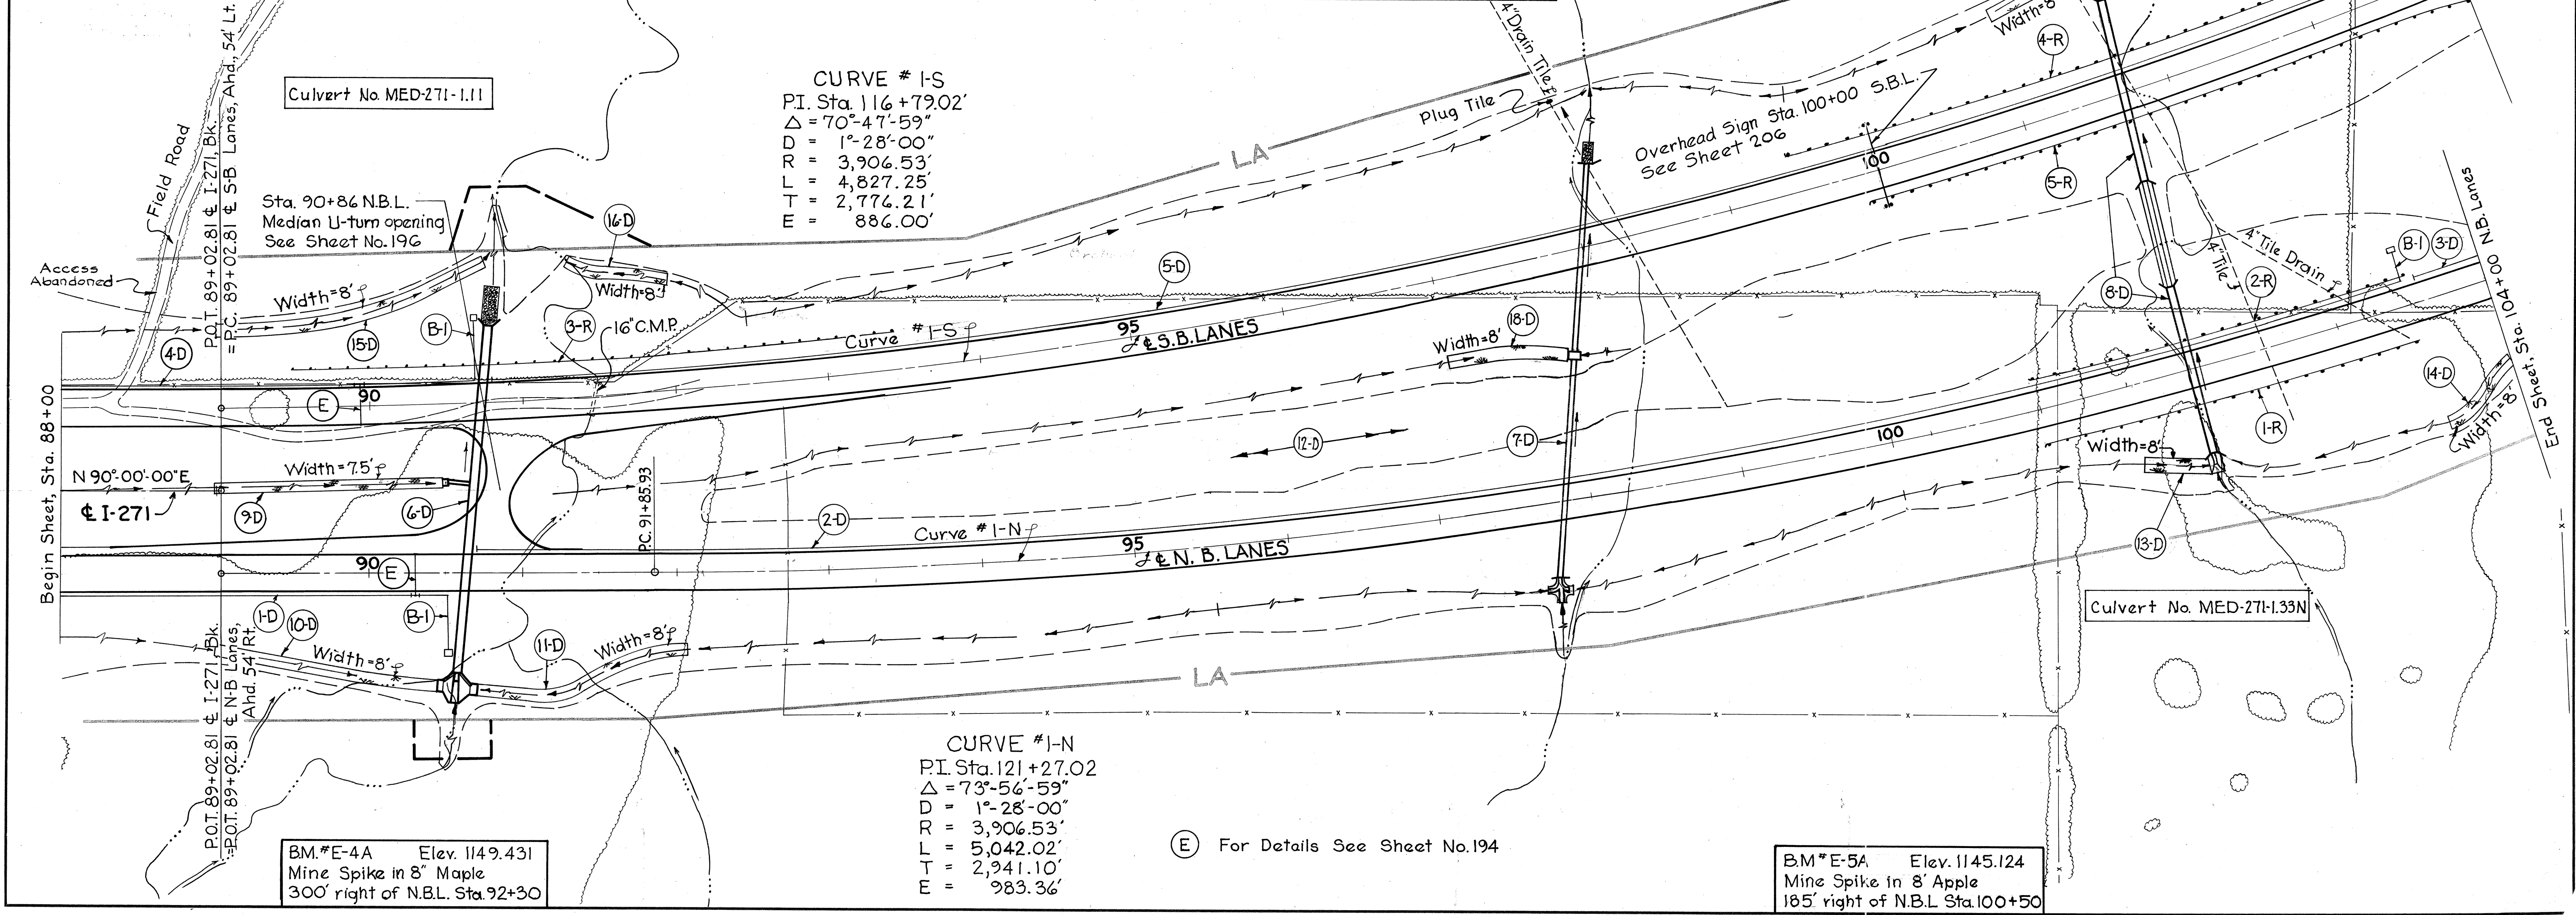 Culvert No. MED-271-1.11
CURVE # 1-S
P.I. Sta. 116+79.02'
Δ = 70°-47'-59"
D = 1°-28'-00"
R = 3,906.53'
L = 4,827.25'
T = 2,776.21'
E = 886.00'
4" Drain Tile
Plug Tile
LA
Overhead Sign Sta. 100+00 S.B.L.
See Sheet 206
100
Width=8'
4-R
5-R
Field Road
P.O.T. 89+02.81 ℄ I-271, Bk.
= P.C. 89+02.81 ℄ S-B Lanes, Ahd., 54' Lt.
Sta. 90+86 N.B.L.
Median U-turn opening
See Sheet No. 196
Access
Abandoned
Width=8'
4-D
15-D
B-1
16-D
Width=8'
3-R
16" C.M.P.
5-D
Curve # 1-S
95
℄ S.B. LANES
18-D
Width=8'
8-D
4" Tile
2-R
4" Tile Drain
B-1
3-D
End Sheet, Sta. 104+00 N.B. Lanes
14-D
Width=8'
1-R
Begin Sheet, Sta. 88+00
E
90
N 90°-00'-00"E
℄ I-271
Width=7.5'
9-D
6-D
P.C. 91+85.93
12-D
7-D
100
Width=8'
13-D
2-D
Curve # 1-N
95
℄ N. B. LANES
90
E
1-D
10-D
B-1
Width=8'
11-D
Width=8'
LA
Culvert No. MED-271-1.33N
P.O.T. 89+02.81 ℄ I-271, Bk.
=P.O.T. 89+02.81 ℄ N-B Lanes,
Ahd. 54' Rt.
CURVE #1-N
P.I. Sta. 121+27.02
Δ = 73°-56'-59"
D = 1°-28'-00"
R = 3,906.53'
L = 5,042.02'
T = 2,941.10'
E = 983.36'
B.M.#E-4A Elev. 1149.431
Mine Spike in 8" Maple
300' right of N.B.L. Sta. 92+30
E For Details See Sheet No. 194
B.M#E-5A Elev. 1145.124
Mine Spike in 8' Apple
185' right of N.B.L Sta. 100+50